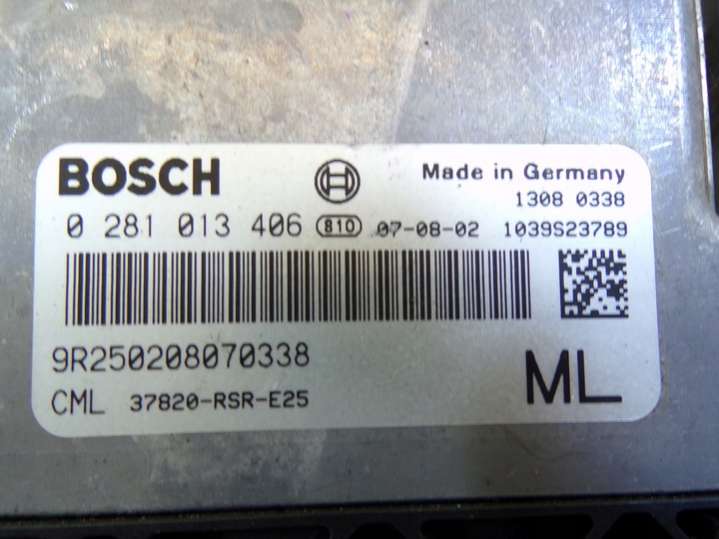 BOSCH Made in Germany
1308 0338
0 281 013 406 810 07-08-02 1039S23789
9R250208070338
CML 37820-RSR-E25 ML